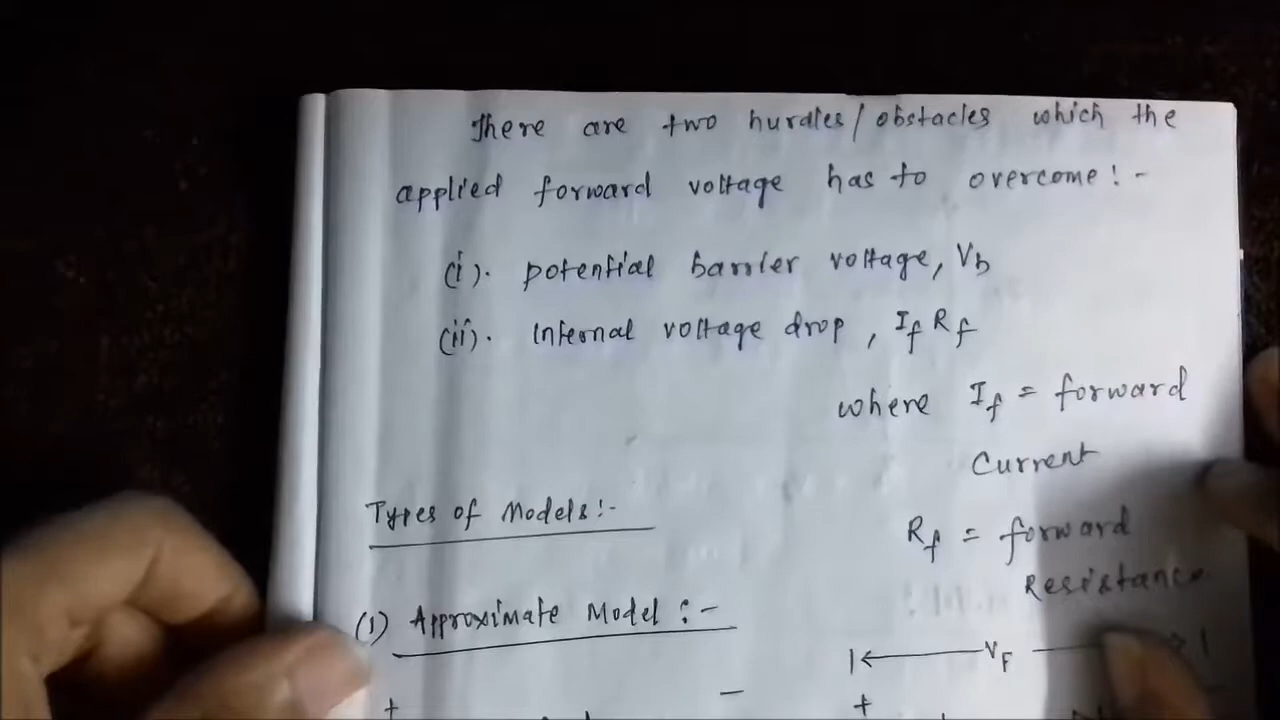 There are two hurdles/obstacles which the
applied forward voltage has to overcome:-
(i). potential barrier voltage, Vb
(ii). Internal voltage drop, If Rf
where If = forward
Current
Rf = forward
Resistance
Types of Models:-
(1) Approximate Model:-
VF
+ - +